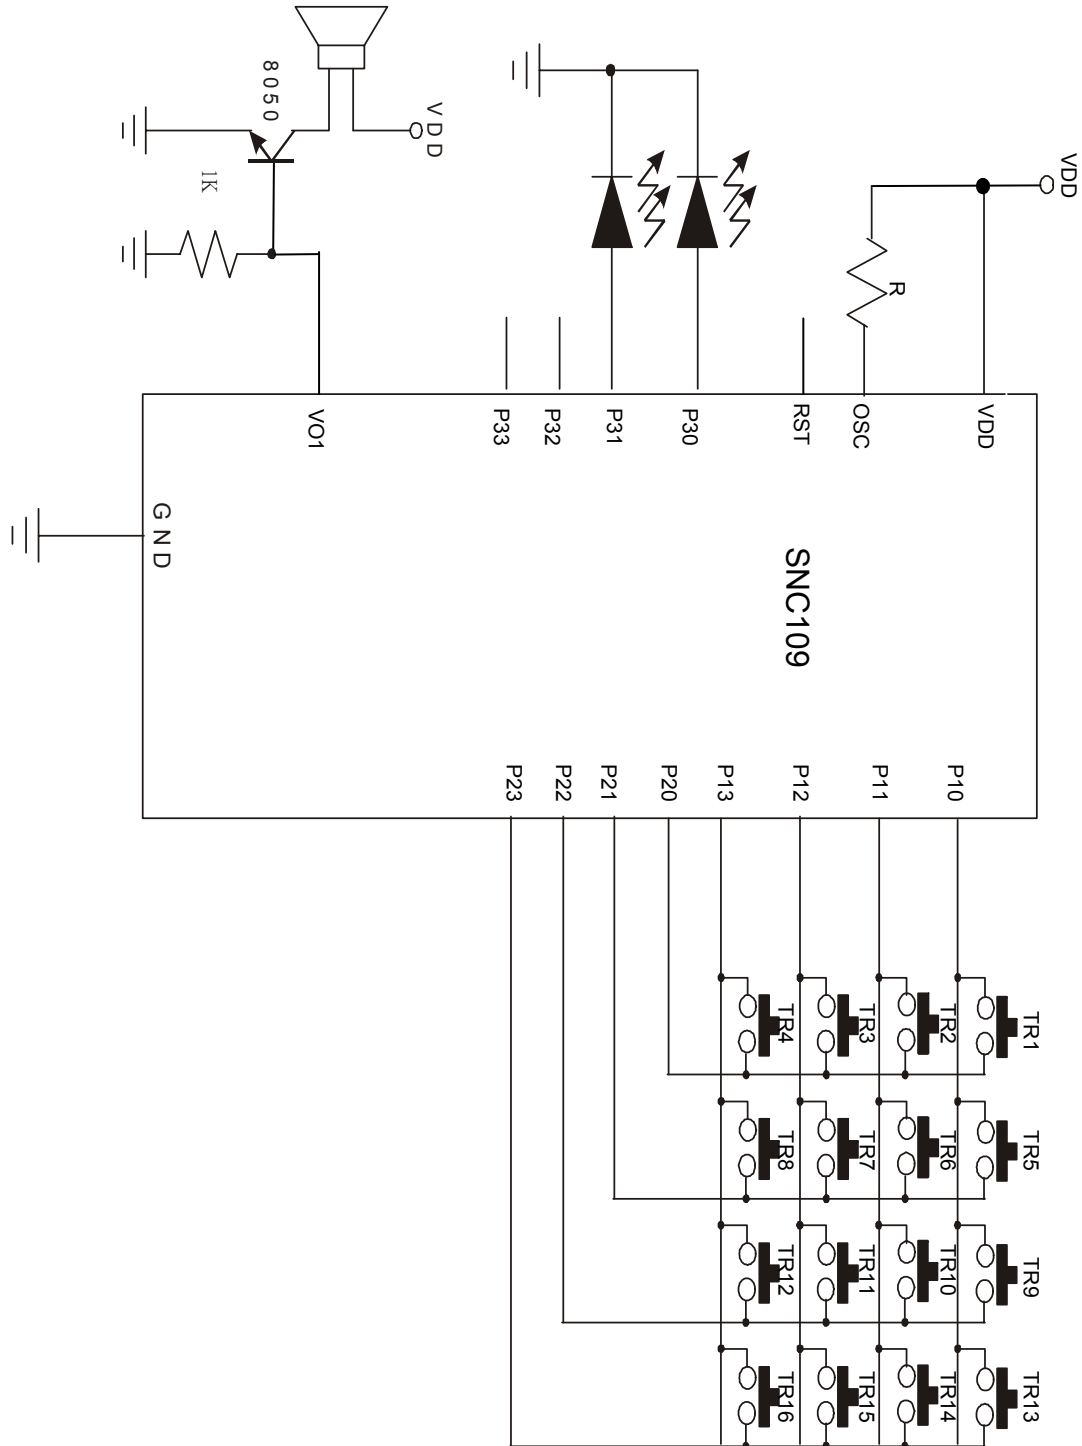 8050
VDD
1K
VDD
R
VO1
P33
P32
P31
P30
RST
OSC
VDD
GND
SNC109
P23
P22
P21
P20
P13
P12
P11
P10
TR4
TR3
TR2
TR1
TR8
TR7
TR6
TR5
TR12
TR11
TR10
TR9
TR16
TR15
TR14
TR13